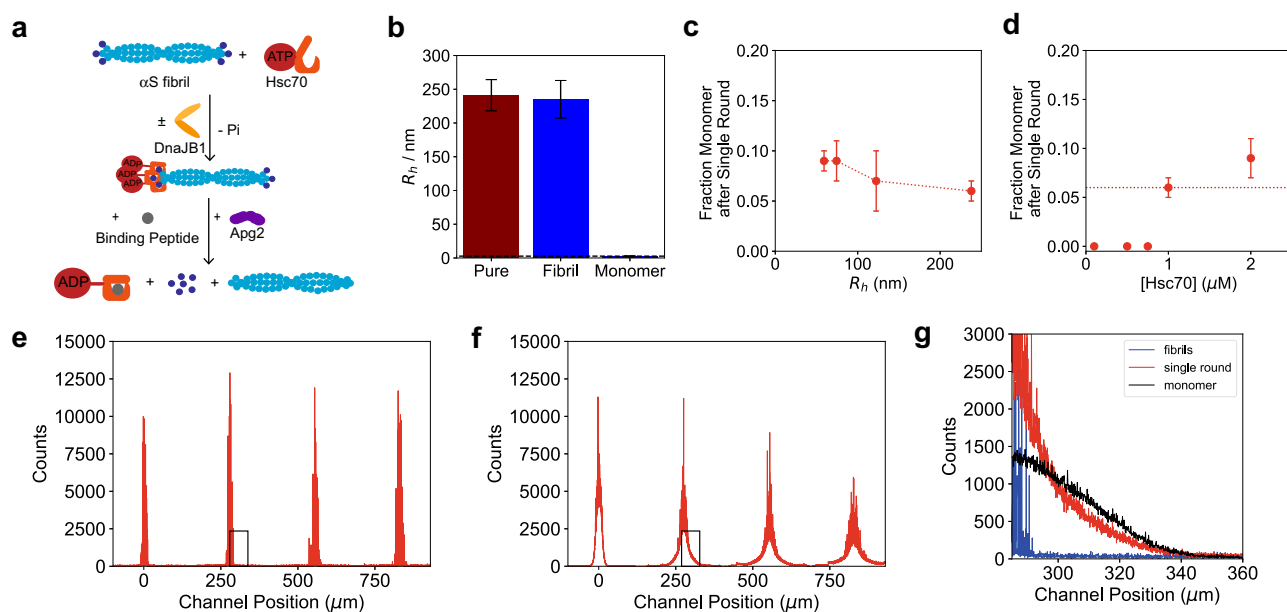 a
αS fibril
+
ATP
Hsc70
±
DnaJB1
- Pi
ADP
ADP
ADP
+
Binding Peptide
+
Apg2
ADP
+
+
b
300
250
200
150
100
50
0
Rh / nm
Pure
Fibril
Monomer
c
0.20
0.15
0.10
0.05
0.00
Fraction Monomer
after Single Round
100
200
Rh (nm)
d
0.20
0.15
0.10
0.05
0.00
Fraction Monomer
after Single Round
0
1
2
[Hsc70] (μM)
e
15000
12500
10000
7500
5000
2500
0
Counts
0
250
500
750
Channel Position (μm)
f
15000
12500
10000
7500
5000
2500
0
Counts
0
250
500
750
Channel Position (μm)
g
3000
2500
2000
1500
1000
500
0
Counts
fibrils
single round
monomer
300
320
340
360
Channel Position (μm)